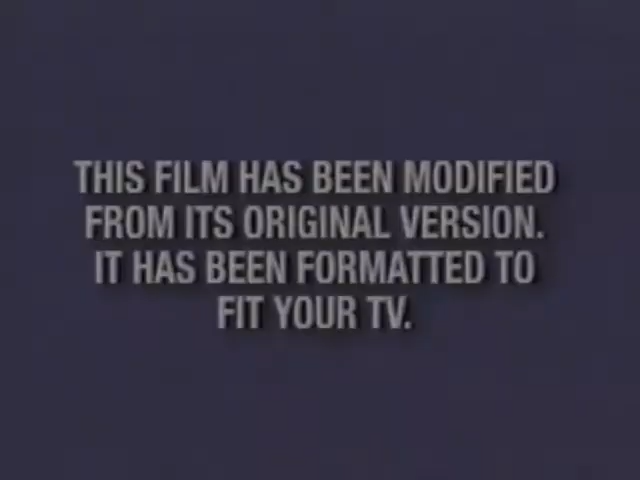 THIS FILM HAS BEEN MODIFIED
FROM ITS ORIGINAL VERSION.
IT HAS BEEN FORMATTED TO
FIT YOUR TV.